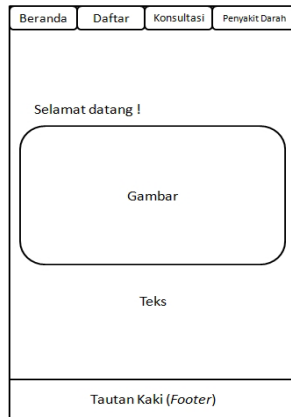 Beranda Daftar Konsultasi Penyakit Darah
Selamat datang !
Gambar
Teks
Tautan Kaki (Footer)